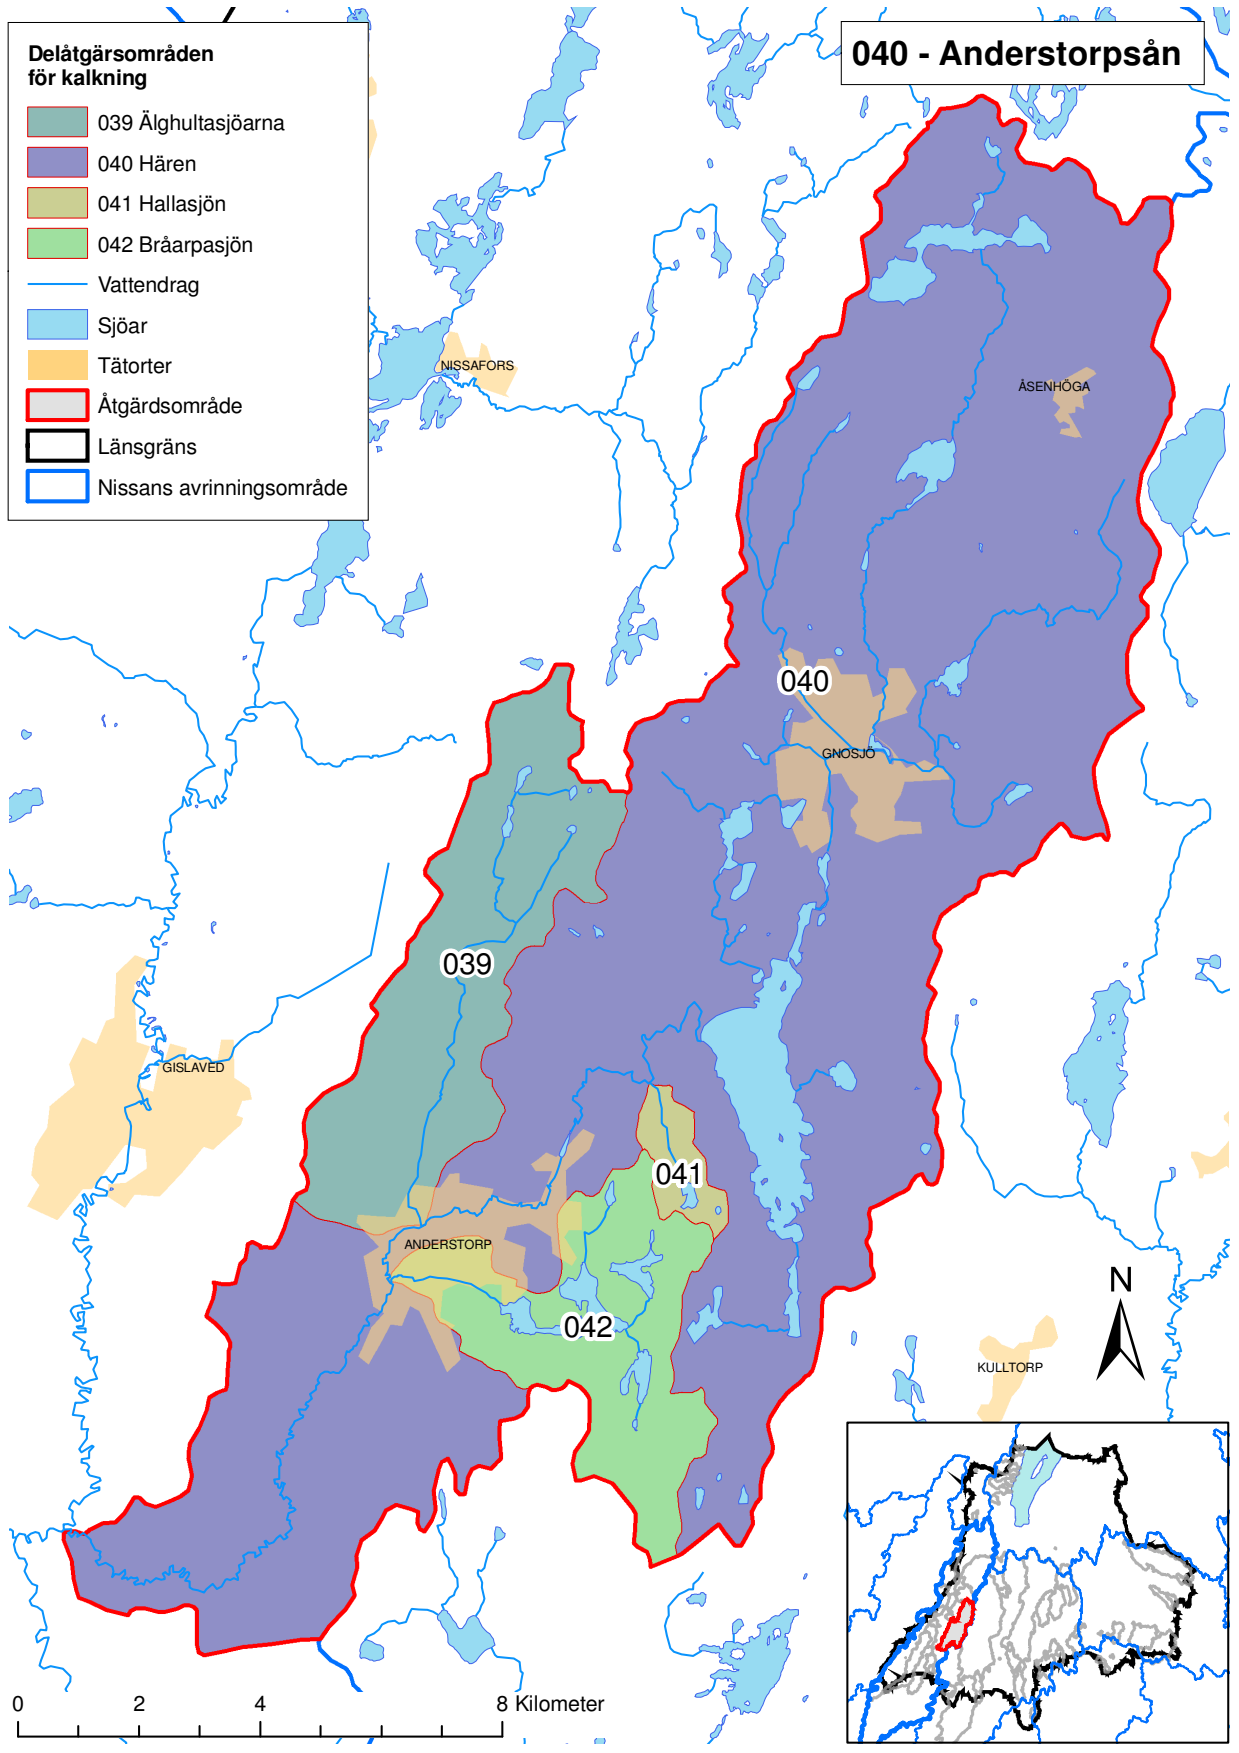 040 - Anderstorpsån
Delåtgärsområden
för kalkning
039 Älghultasjöarna
040 Hären
041 Hallasjön
042 Bråarpasjön
Vattendrag
Sjöar
Tätorter
Åtgärdsområde
Länsgräns
Nissans avrinningsområde
NISSAFORS
ÅSENHÖGA
040
GNOSJÖ
039
GISLAVED
041
ANDERSTORP
042
N
KULLTORP
0 2 4 8 Kilometer